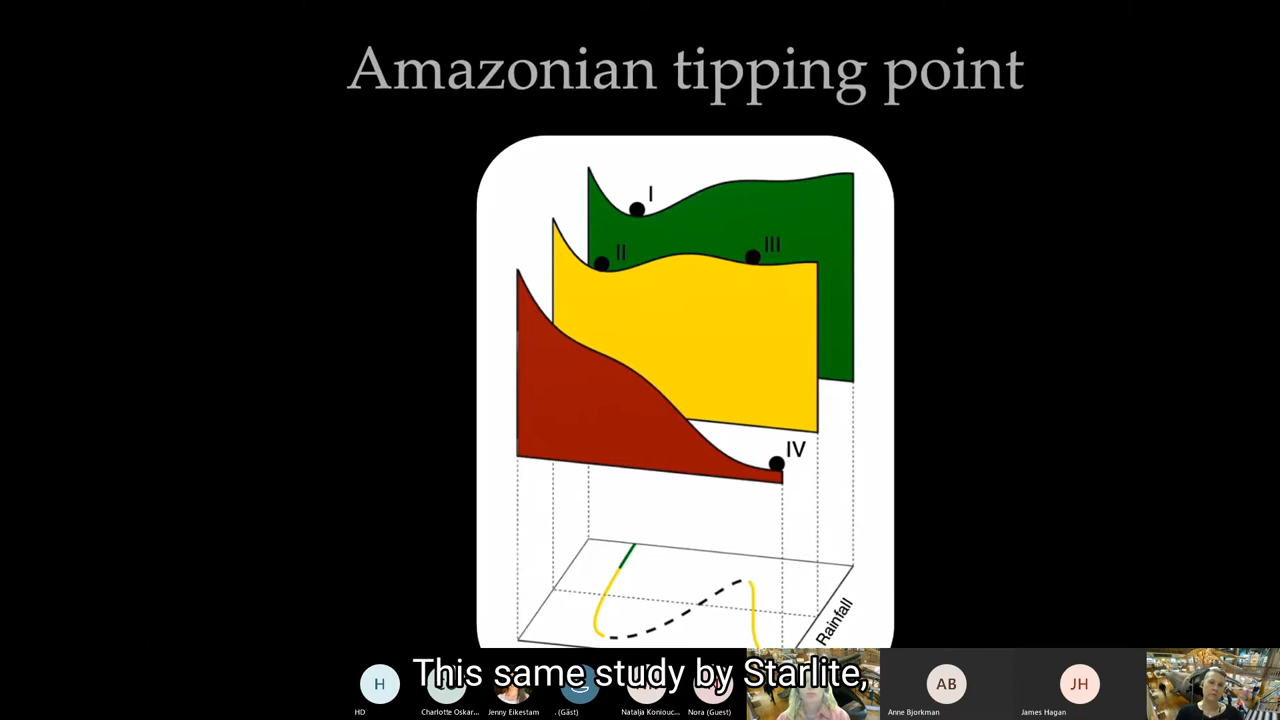 Amazonian tipping point
I
II
III
IV
Rainfall
This same study by Starlite,
H
AB
JH
HD
Charlotte Oskar...
Jenny Eikestam
. (Gäst)
Natalja Koniouc...
Nora (Guest)
Anne Bjorkman
James Hagan